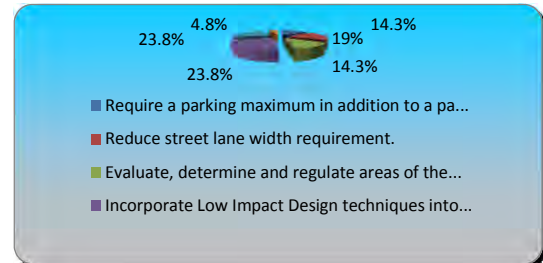 4.8%
14.3%
23.8%
19%
23.8%
14.3%
Require a parking maximum in addition to a pa...
Reduce street lane width requirement.
Evaluate, determine and regulate areas of the...
Incorporate Low Impact Design techniques into...